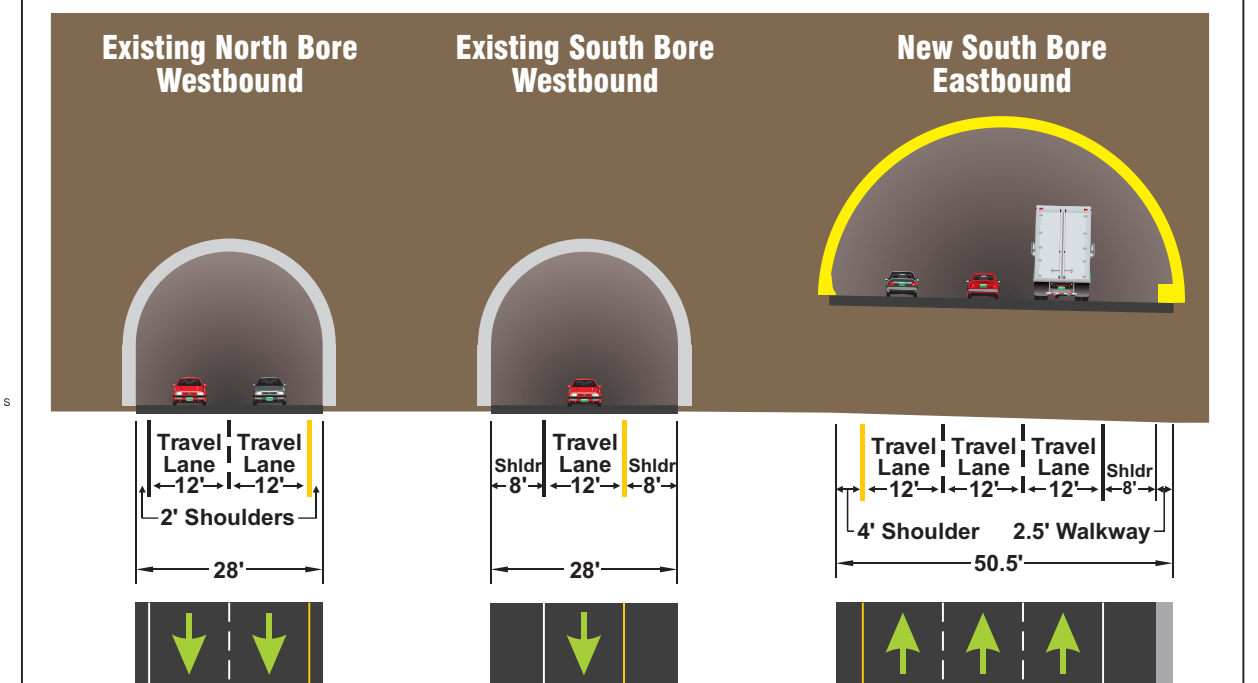 Existing North Bore
Westbound
Existing South Bore
Westbound
New South Bore
Eastbound
s
Travel
Lane
12'
Travel
Lane
12'
2' Shoulders
28'
Shldr
8'
Travel
Lane
12'
Shldr
8'
28'
Travel
Lane
12'
Travel
Lane
12'
Travel
Lane
12'
Shldr
8'
4' Shoulder
2.5' Walkway
50.5'